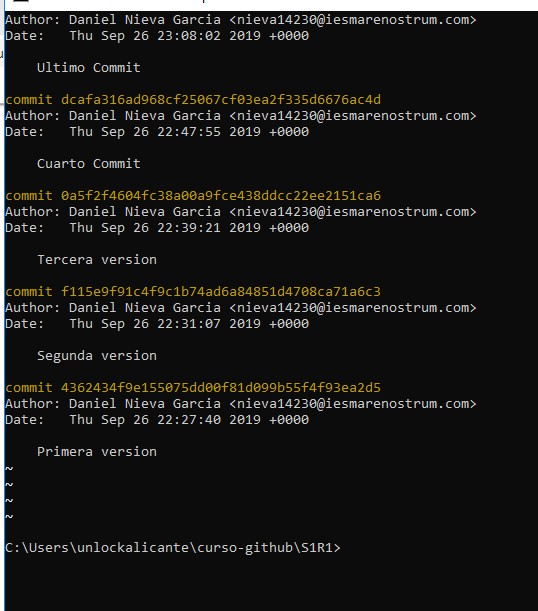 Author: Daniel Nieva Garcia <nieva14230@iesmarenostrum.com>
Date:   Thu Sep 26 23:08:02 2019 +0000
    Ultimo Commit
commit dcafa316ad968cf25067cf03ea2f335d6676ac4d
Author: Daniel Nieva Garcia <nieva14230@iesmarenostrum.com>
Date:   Thu Sep 26 22:47:55 2019 +0000
    Cuarto Commit
commit 0a5f2f4604fc38a00a9fce438ddcc22ee2151ca6
Author: Daniel Nieva Garcia <nieva14230@iesmarenostrum.com>
Date:   Thu Sep 26 22:39:21 2019 +0000
    Tercera version
commit f115e9f91c4f9c1b74ad6a84851d4708ca71a6c3
Author: Daniel Nieva Garcia <nieva14230@iesmarenostrum.com>
Date:   Thu Sep 26 22:31:07 2019 +0000
    Segunda version
commit 4362434f9e155075dd00f81d099b55f4f93ea2d5
Author: Daniel Nieva Garcia <nieva14230@iesmarenostrum.com>
Date:   Thu Sep 26 22:27:40 2019 +0000
    Primera version
~
~
~
~
C:\Users\unlockalicante\curso-github\S1R1>